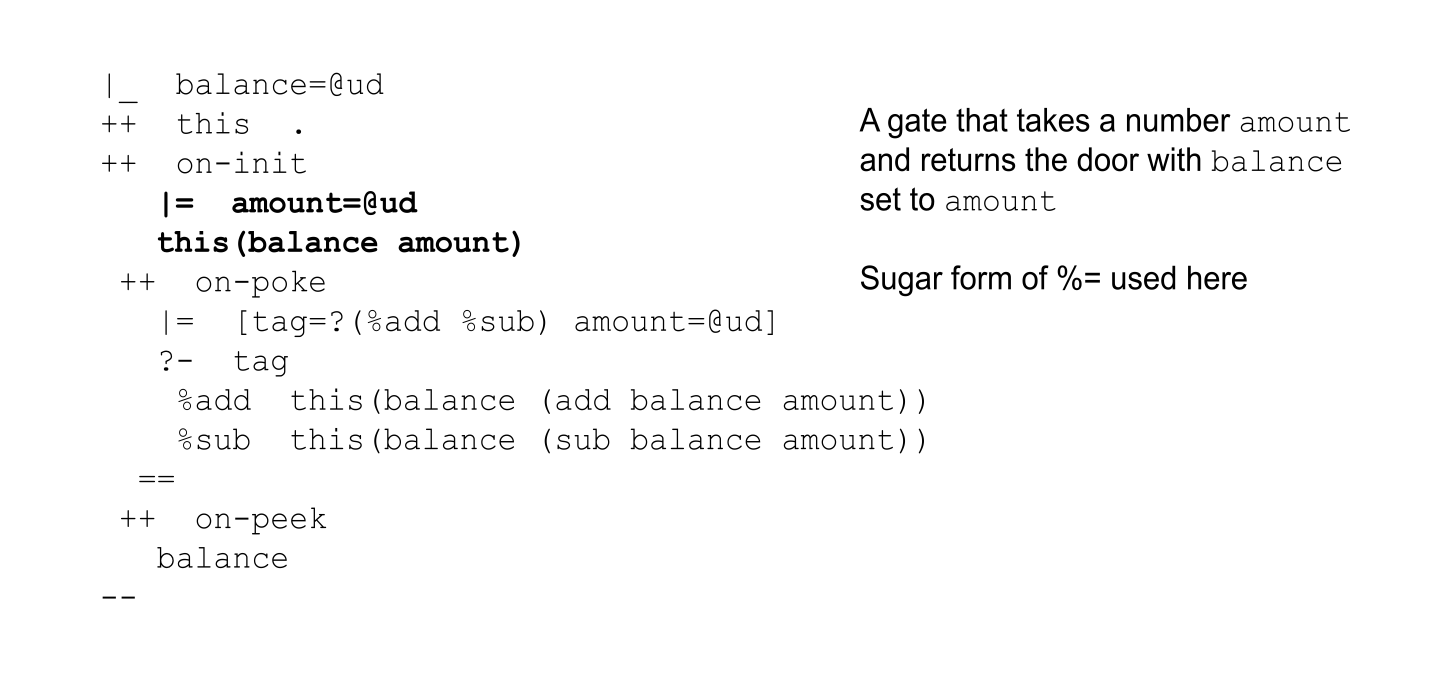 |_  balance=@ud
++  this  .
++  on-init
   |=  amount=@ud
   this(balance amount)
 ++  on-poke
   |=  [tag=?(%add %sub) amount=@ud]
   ?-  tag
    %add  this(balance (add balance amount))
    %sub  this(balance (sub balance amount))
  ==
 ++  on-peek
   balance
--
A gate that takes a number amount
and returns the door with balance
set to amount
Sugar form of %= used here